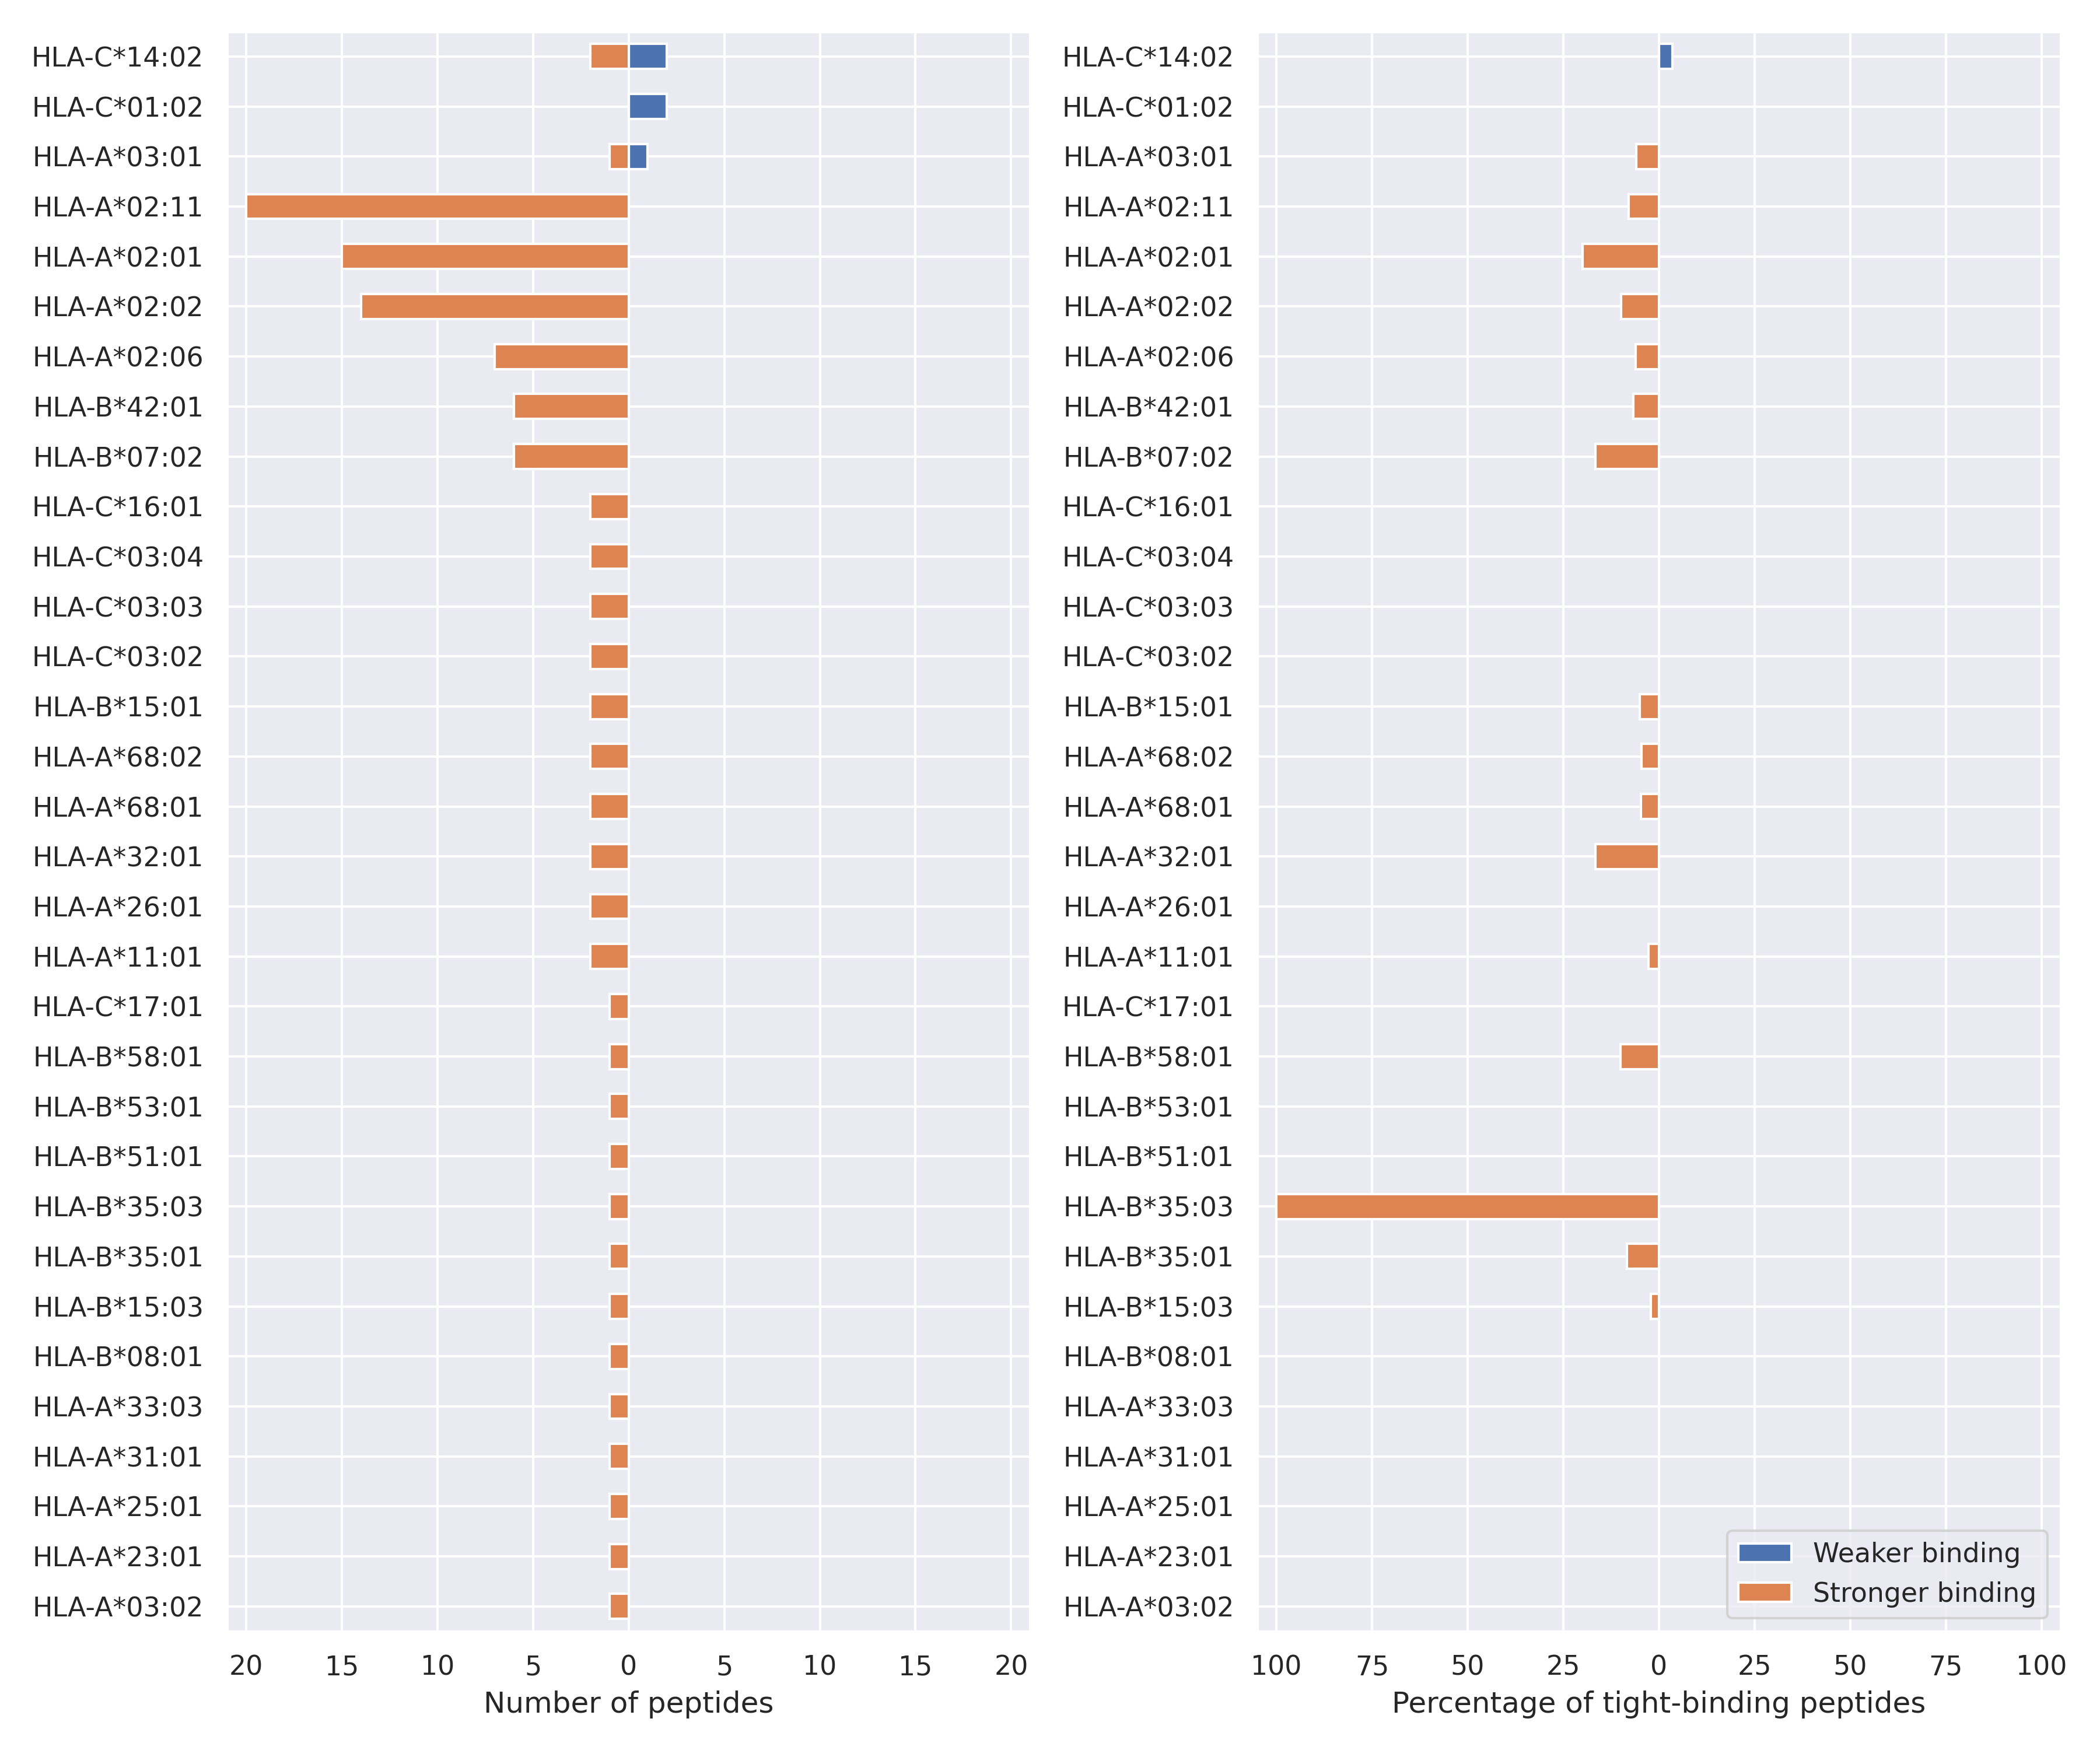 HLA-C*14:02
HLA-C*01:02
HLA-A*03:01
HLA-A*02:11
HLA-A*02:01
HLA-A*02:02
HLA-A*02:06
HLA-B*42:01
HLA-B*07:02
HLA-C*16:01
HLA-C*03:04
HLA-C*03:03
HLA-C*03:02
HLA-B*15:01
HLA-A*68:02
HLA-A*68:01
HLA-A*32:01
HLA-A*26:01
HLA-A*11:01
HLA-C*17:01
HLA-B*58:01
HLA-B*53:01
HLA-B*51:01
HLA-B*35:03
HLA-B*35:01
HLA-B*15:03
HLA-B*08:01
HLA-A*33:03
HLA-A*31:01
HLA-A*25:01
HLA-A*23:01
HLA-A*03:02
20 15 10 5 0 5 10 15 20
Number of peptides
HLA-C*14:02
HLA-C*01:02
HLA-A*03:01
HLA-A*02:11
HLA-A*02:01
HLA-A*02:02
HLA-A*02:06
HLA-B*42:01
HLA-B*07:02
HLA-C*16:01
HLA-C*03:04
HLA-C*03:03
HLA-C*03:02
HLA-B*15:01
HLA-A*68:02
HLA-A*68:01
HLA-A*32:01
HLA-A*26:01
HLA-A*11:01
HLA-C*17:01
HLA-B*58:01
HLA-B*53:01
HLA-B*51:01
HLA-B*35:03
HLA-B*35:01
HLA-B*15:03
HLA-B*08:01
HLA-A*33:03
HLA-A*31:01
HLA-A*25:01
HLA-A*23:01
HLA-A*03:02
Weaker binding
Stronger binding
100 75 50 25 0 25 50 75 100
Percentage of tight-binding peptides